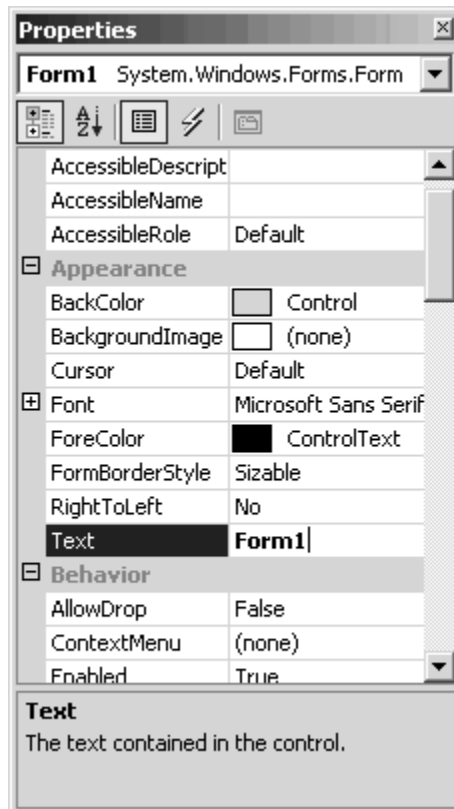 Properties
Form1 System.Windows.Forms.Form
AccessibleDescript
AccessibleName
AccessibleRole Default
Appearance
BackColor Control
BackgroundImage (none)
Cursor Default
Font Microsoft Sans Serif
ForeColor ControlText
FormBorderStyle Sizable
RightToLeft No
Text Form1
Behavior
AllowDrop False
ContextMenu (none)
Enabled True
Text
The text contained in the control.